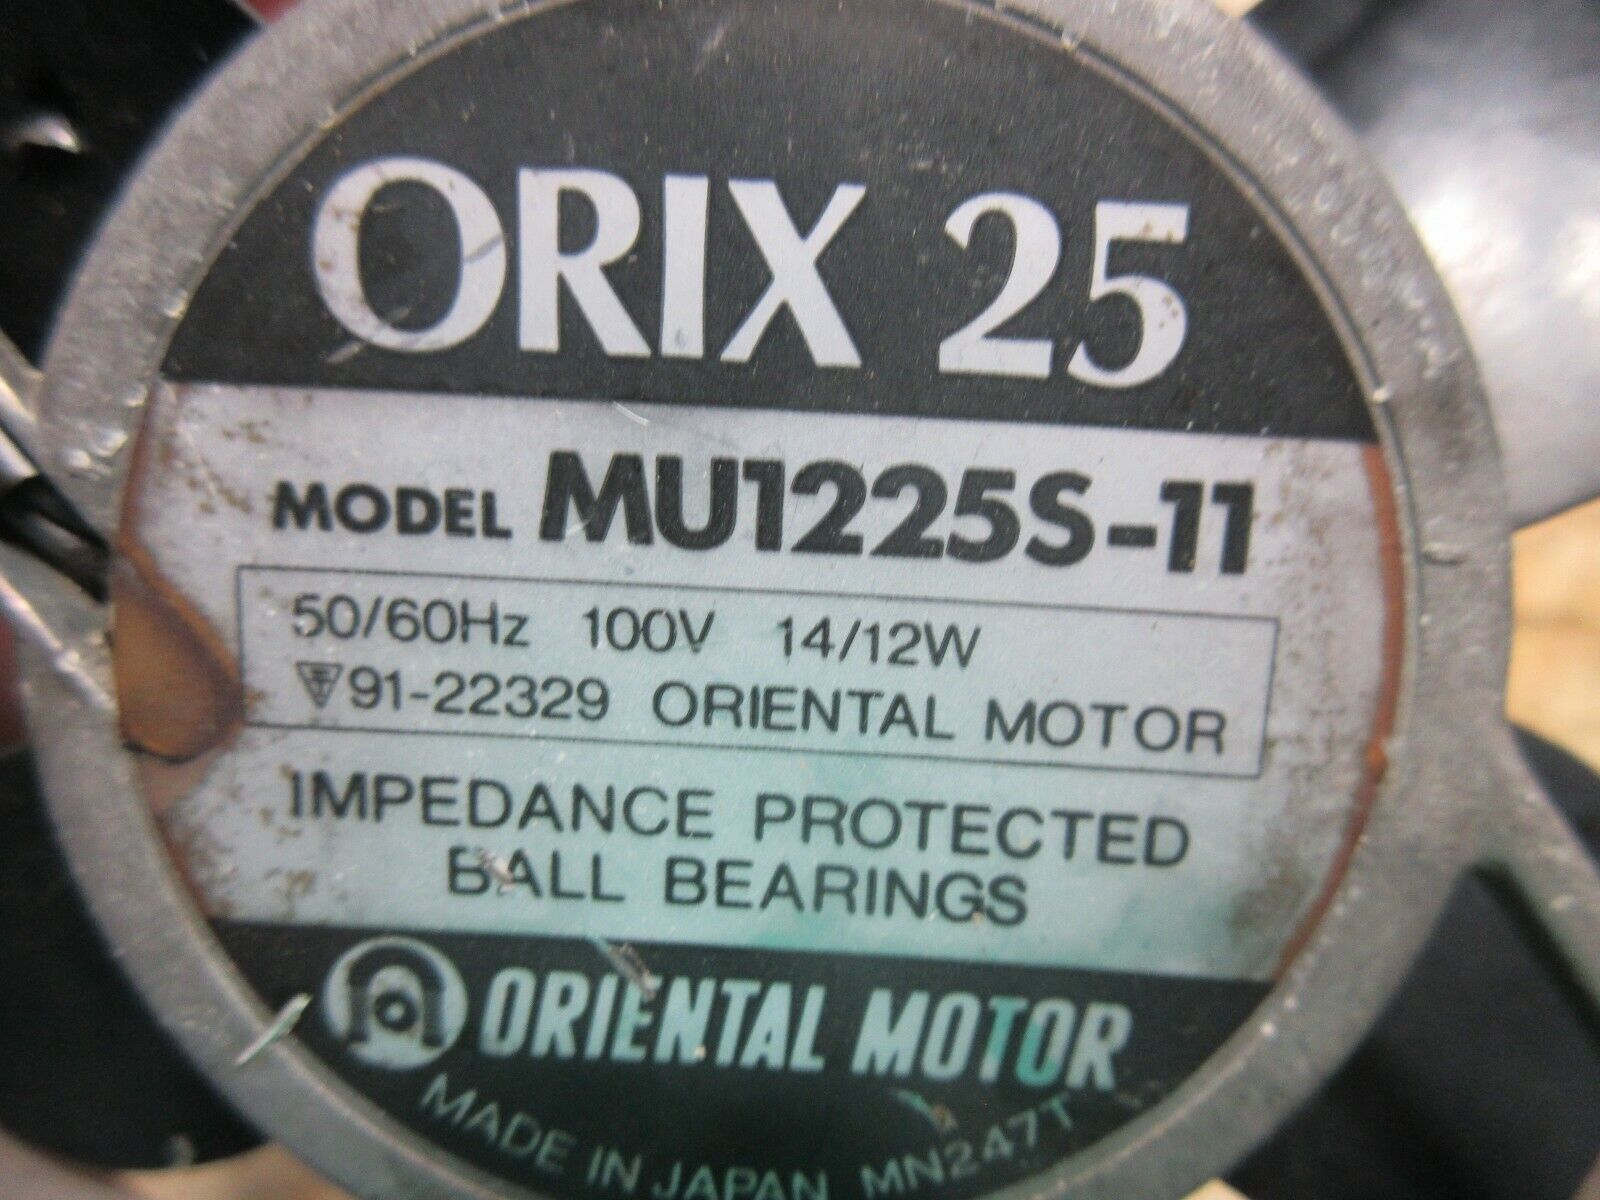 ORIX 25
MODEL MU1225S-11
50/60Hz 100V 14/12W
91-22329 ORIENTAL MOTOR
IMPEDANCE PROTECTED
BALL BEARINGS
ORIENTAL MOTOR
MADE IN JAPAN MN247T